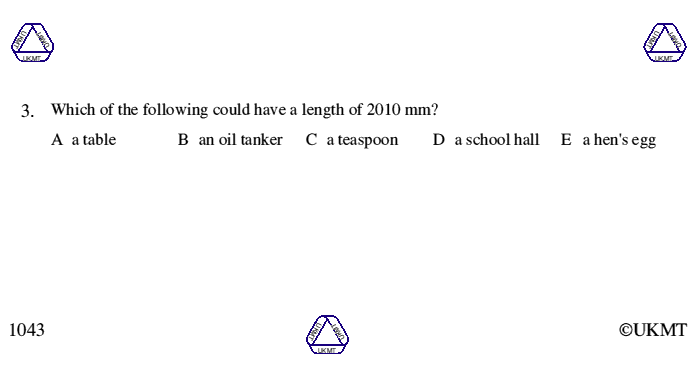 UKMT UKMT UKMT
UKMT UKMT UKMT
3. Which of the following could have a length of 2010 mm?
A a table B an oil tanker C a teaspoon D a school hall E a hen's egg
1043 ©UKMT
UKMT UKMT UKMT